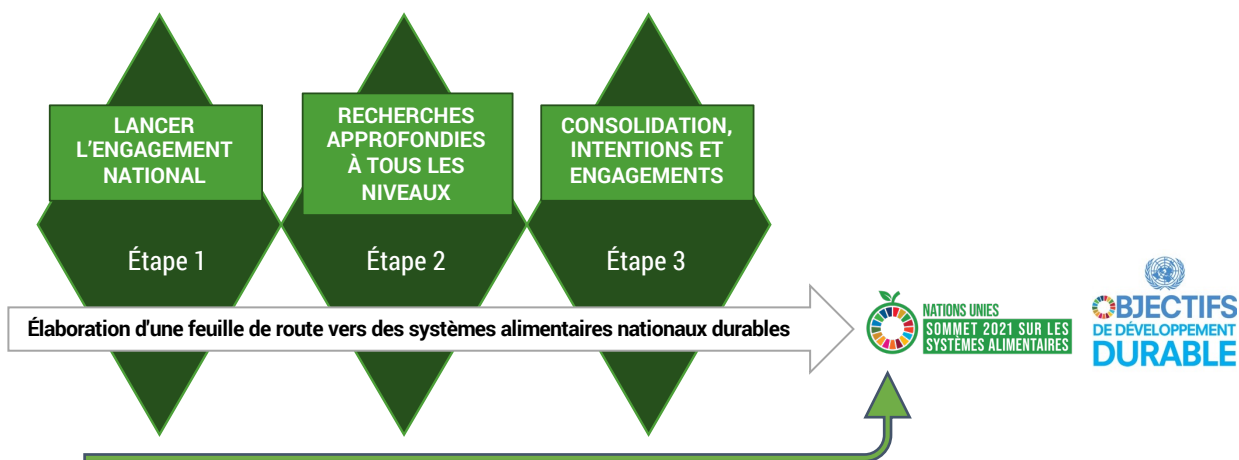 LANCER
L'ENGAGEMENT
NATIONAL
RECHERCHES
APPROFONDIES
À TOUS LES
NIVEAUX
CONSOLIDATION,
INTENTIONS ET
ENGAGEMENTS
Étape 1
Étape 2
Étape 3
Élaboration d'une feuille de route vers des systèmes alimentaires nationaux durables
NATIONS UNIES
SOMMET 2021 SUR LES
SYSTÈMES ALIMENTAIRES
OBJECTIFS
DE DÉVELOPPEMENT
DURABLE